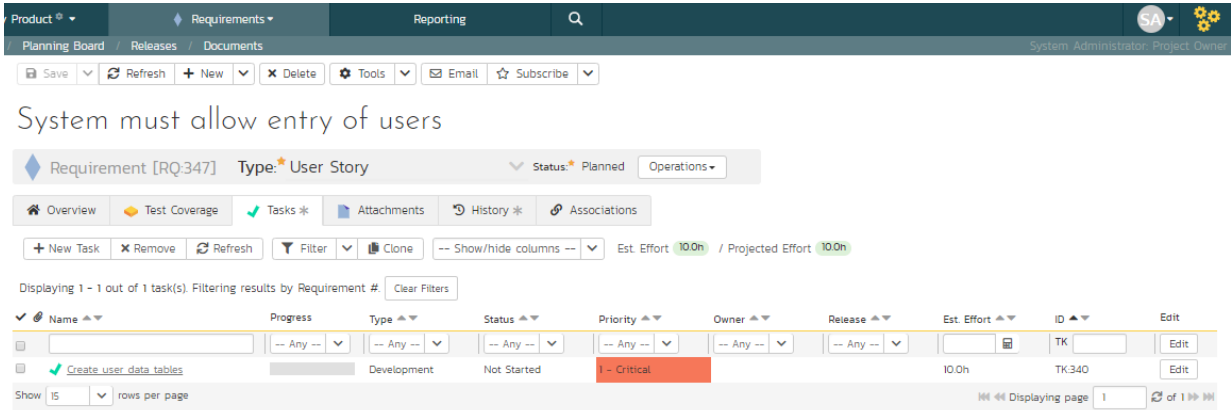 Product
Requirements
Reporting
SA
/ Planning Board / Releases / Documents
System Administrator: Project Owner
Save Refresh New Delete Tools Email Subscribe
System must allow entry of users
Requirement [RQ:347] Type:* User Story Status:* Planned Operations
Overview Test Coverage Tasks * Attachments History * Associations
New Task Remove Refresh Filter Clone -- Show/hide columns -- Est. Effort 10.0h / Projected Effort 10.0h
Displaying 1 - 1 out of 1 task(s). Filtering results by Requirement #. Clear Filters
Name Progress Type Status Priority Owner Release Est. Effort ID Edit
-- Any -- -- Any -- -- Any -- -- Any -- -- Any -- -- Any -- TK Edit
Create user data tables Development Not Started 1 - Critical 10.0h TK:340 Edit
Show 15 rows per page Displaying page 1 of 1